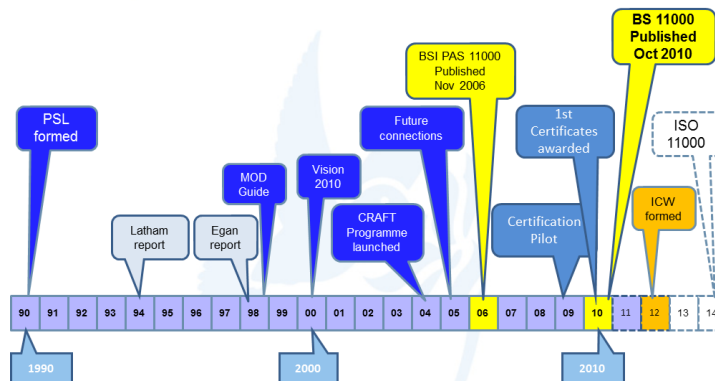 PSL
formed
Latham
report
Egan
report
MOD
Guide
Vision
2010
CRAFT
Programme
launched
Future
connections
BSI PAS 11000
Published
Nov 2006
Certification
Pilot
1st
Certificates
awarded
BS 11000
Published
Oct 2010
ICW
formed
ISO
11000
90 91 92 93 94 95 96 97 98 99 00 01 02 03 04 05 06 07 08 09 10 11 12 13 14
1990 2000 2010